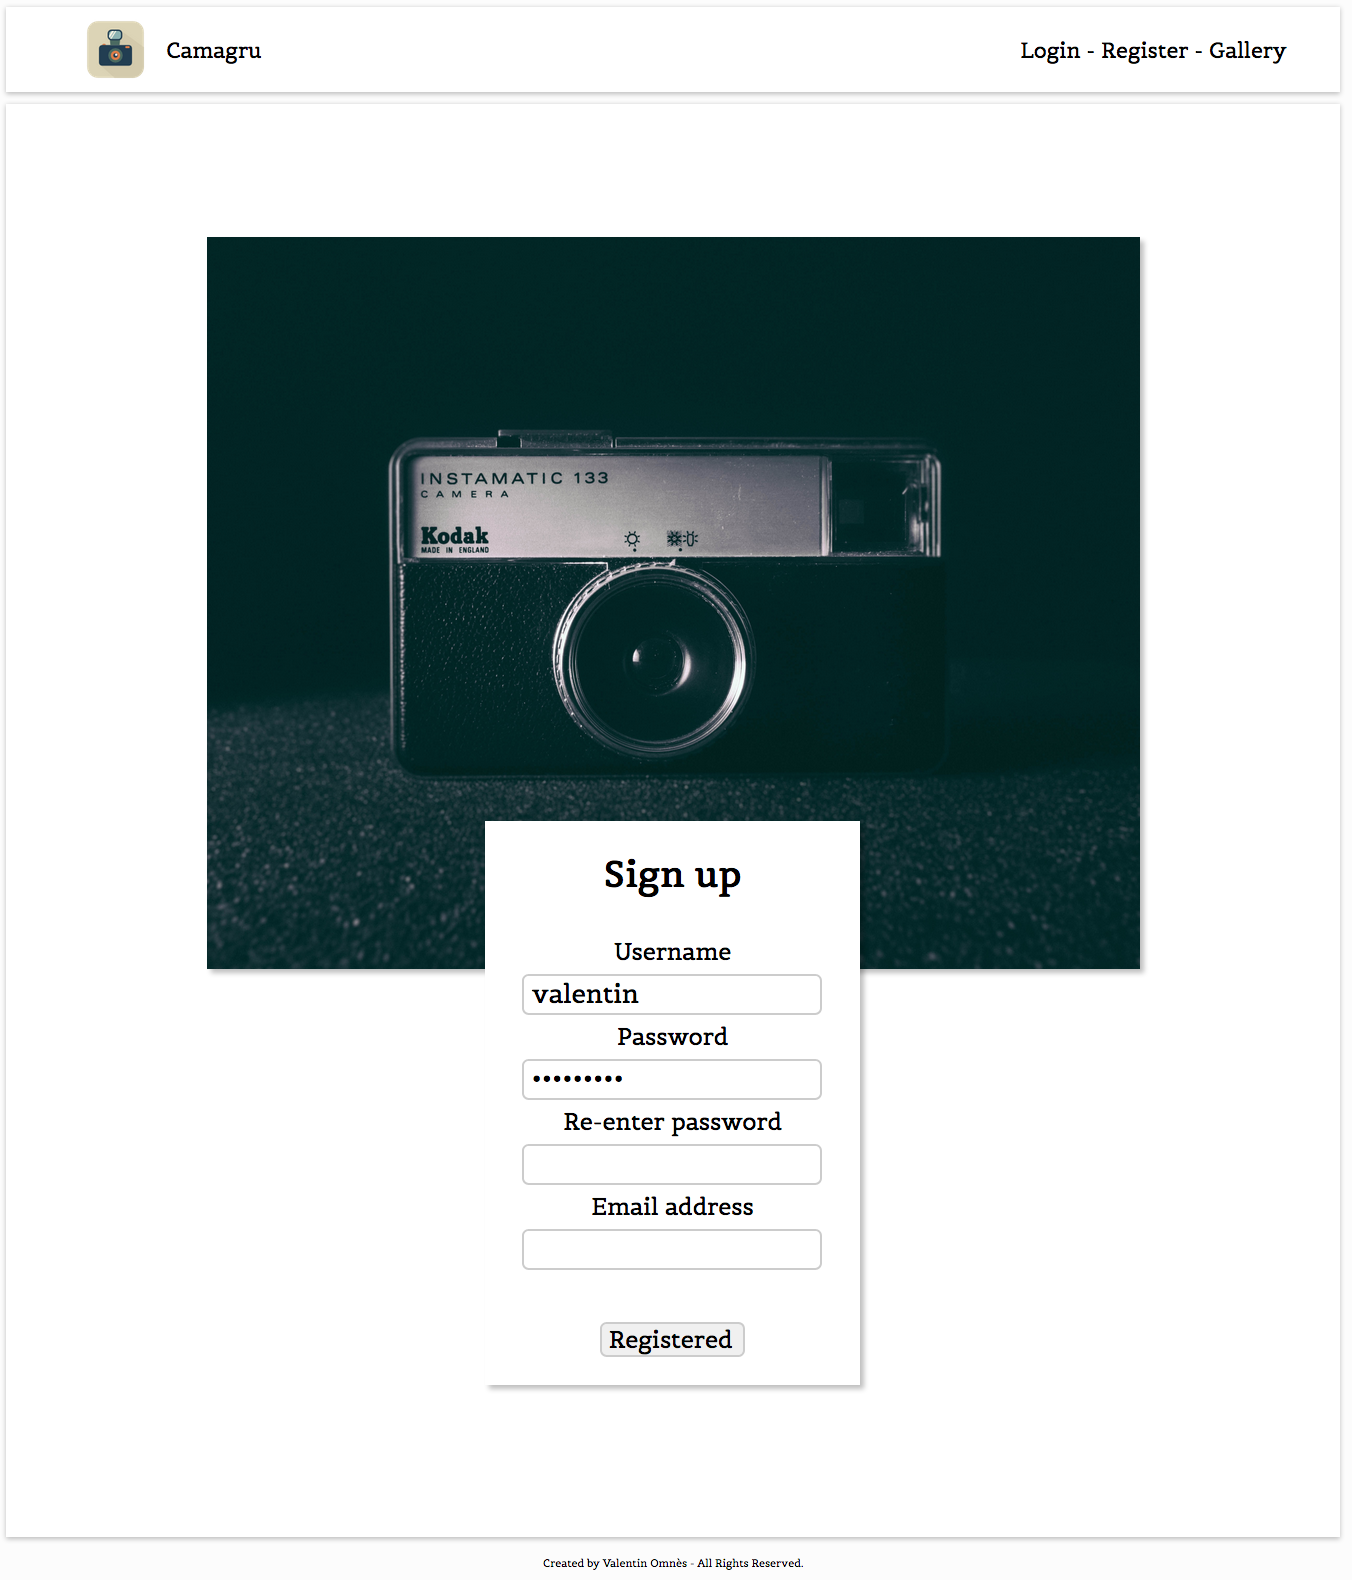 Camagru
Login - Register - Gallery
INSTAMATIC 133
CAMERA
Kodak
MADE IN ENGLAND
Sign up
Username
valentin
Password
•••••••••
Re-enter password
Email address
Registered
Created by Valentin Omnès - All Rights Reserved.